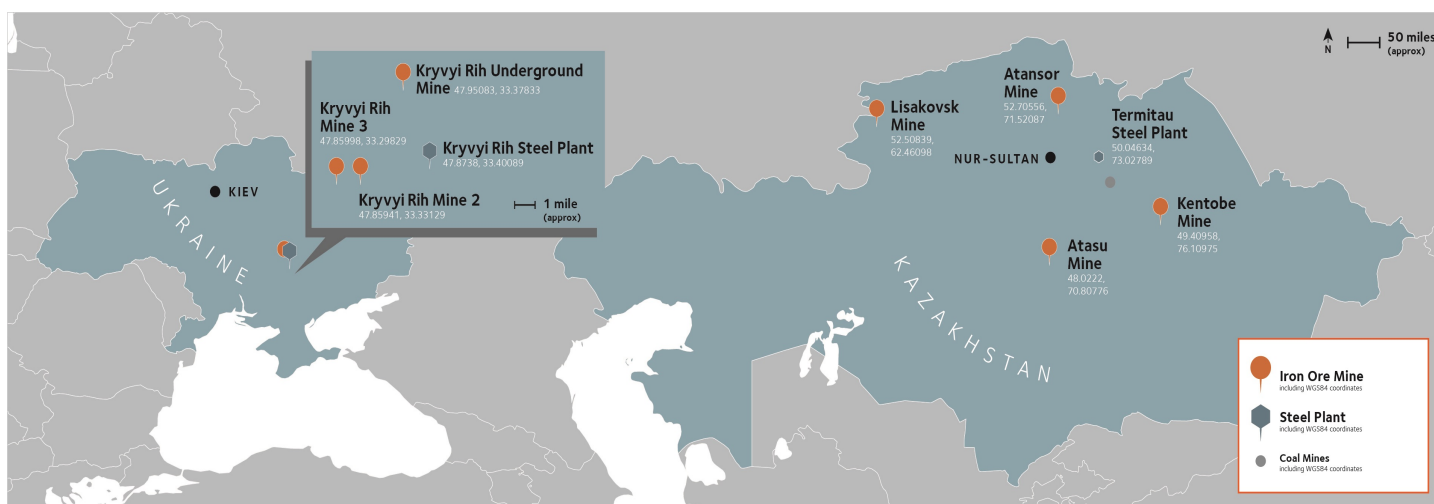 Kryvyi Rih Underground
Mine 47.95083, 33.37833
Kryvyi Rih
Mine 3
47.85998, 33.29829
Kryvyi Rih Steel Plant
47.8738, 33.40089
Kryvyi Rih Mine 2
47.85941, 33.33129
1 mile
(approx)
KIEV
UKRAINE
N
50 miles
(approx)
Lisakovsk
Mine
52.50839,
62.46098
Atansor
Mine
52.70556,
71.52087
Termitau
Steel Plant
50.04634,
73.02789
NUR-SULTAN
Kentobe
Mine
49.40958,
76.10975
Atasu
Mine
48.0222,
70.80776
KAZAKHSTAN
Iron Ore Mine
including WGS84 coordinates
Steel Plant
including WGS84 coordinates
Coal Mines
including WGS84 coordinates